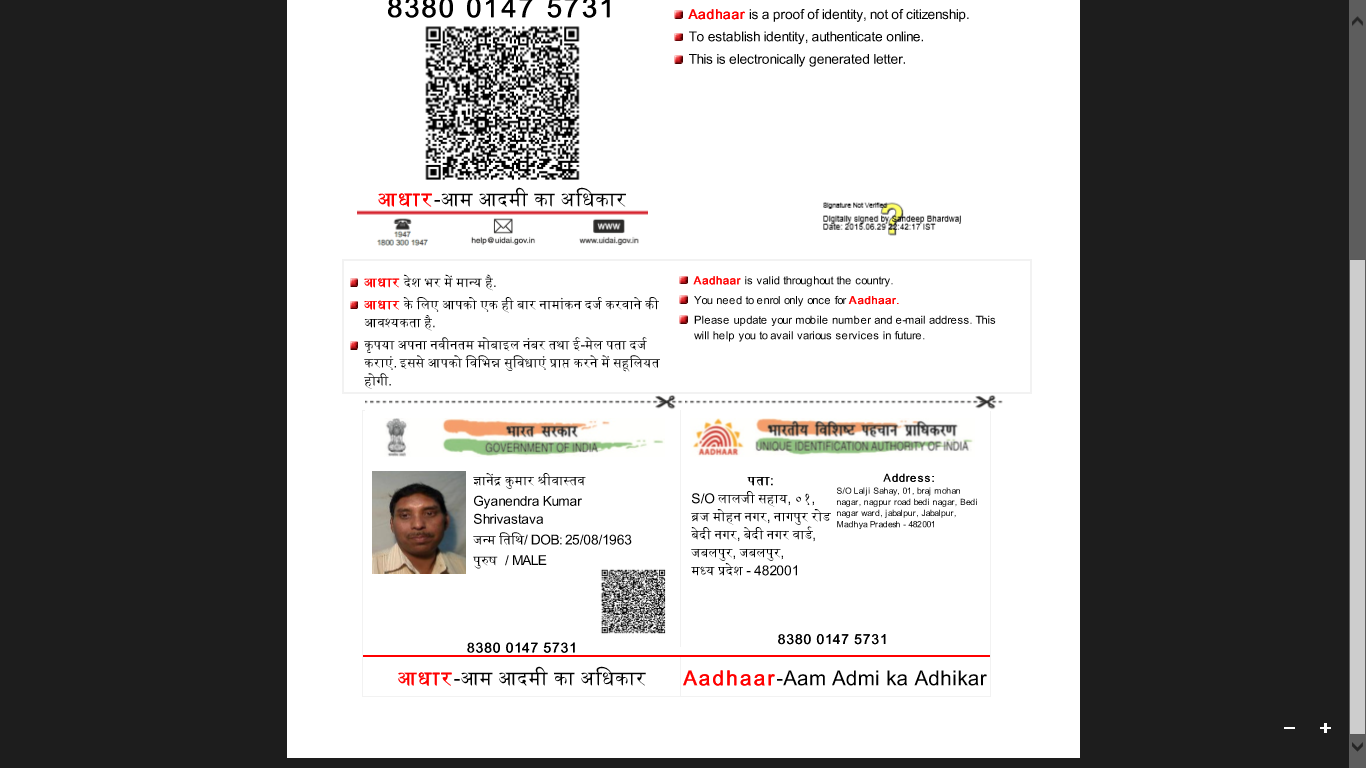 8380 0147 5731
आधार-आम आदमी का अधिकार
1947
1800 300 1947
help@uidai.gov.in
www
www.uidai.gov.in
Aadhaar is a proof of identity, not of citizenship.
To establish identity, authenticate online.
This is electronically generated letter.
Signature Not Verified
Digitally signed by Sandeep Bhardwaj
Date: 2015.06.29 22:42:17 IST
आधार देश भर में मान्य है.
आधार के लिए आपको एक ही बार नामांकन दर्ज करवाने की
आवश्यकता है.
कृपया अपना नवीनतम मोबाइल नंबर तथा ई-मेल पता दर्ज
कराएं. इससे आपको विभिन्न सुविधाएं प्राप्त करने में सहूलियत
होगी.
Aadhaar is valid throughout the country.
You need to enrol only once for Aadhaar.
Please update your mobile number and e-mail address. This
will help you to avail various services in future.
भारत सरकार
GOVERNMENT OF INDIA
ज्ञानेंद्र कुमार श्रीवास्तव
Gyanendra Kumar
Shrivastava
जन्म तिथि/ DOB: 25/08/1963
पुरुष / MALE
8380 0147 5731
आधार-आम आदमी का अधिकार
AADHAAR
भारतीय विशिष्ट पहचान प्राधिकरण
UNIQUE IDENTIFICATION AUTHORITY OF INDIA
पता:
S/O लालजी सहाय, ०१,
ब्रज मोहन नगर, नागपुर रोड
बेदी नगर, बेदी नगर वार्ड,
जबलपुर, जबलपुर,
मध्य प्रदेश - 482001
Address:
S/O Lalji Sahay, 01, braj mohan
nagar, nagpur road bedi nagar, Bedi
nagar ward, jabalpur, Jabalpur,
Madhya Pradesh - 482001
8380 0147 5731
Aadhaar-Aam Admi ka Adhikar